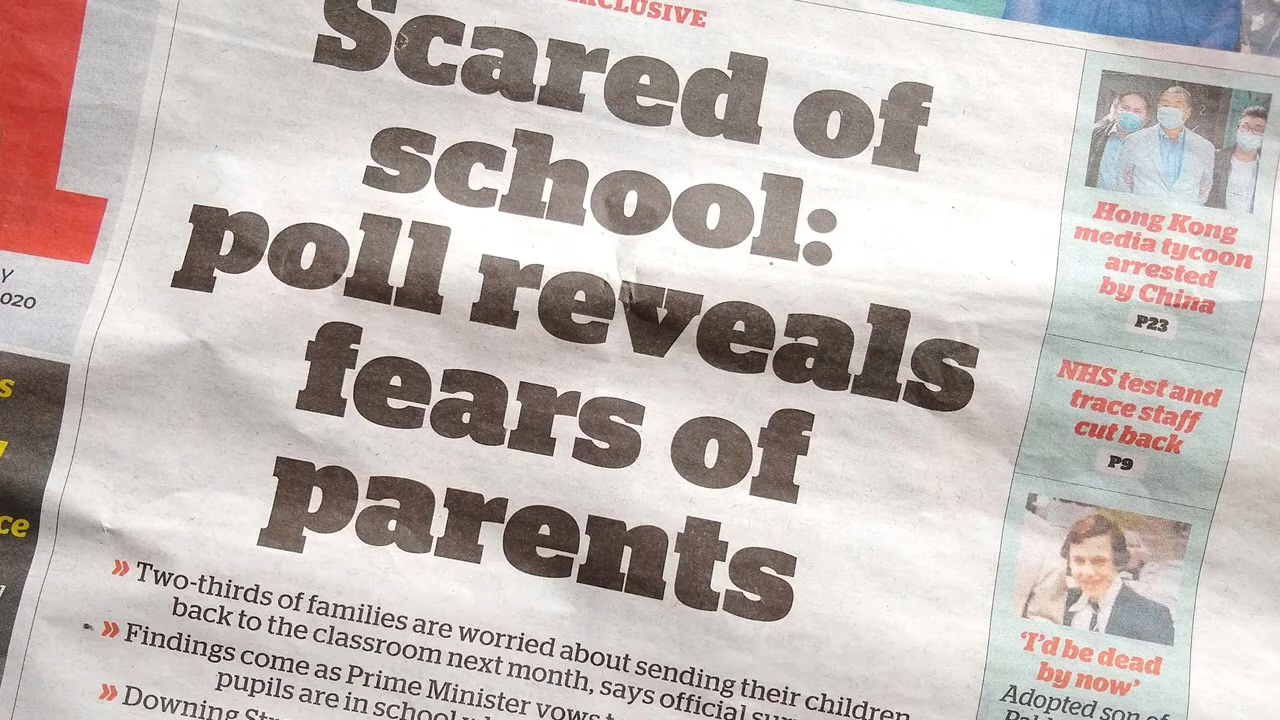 EXCLUSIVE
Scared of
school:
poll reveals
fears of
parents
» Two-thirds of families are worried about sending their children
back to the classroom next month, says official
» Findings come as Prime Minister vows
pupils are in school
» Downing
Hong Kong
media tycoon
arrested
by China
P23
NHS test and
trace staff
cut back
P9
‘I’d be dead
by now’
Adopted son of
Y
2020
s
ce